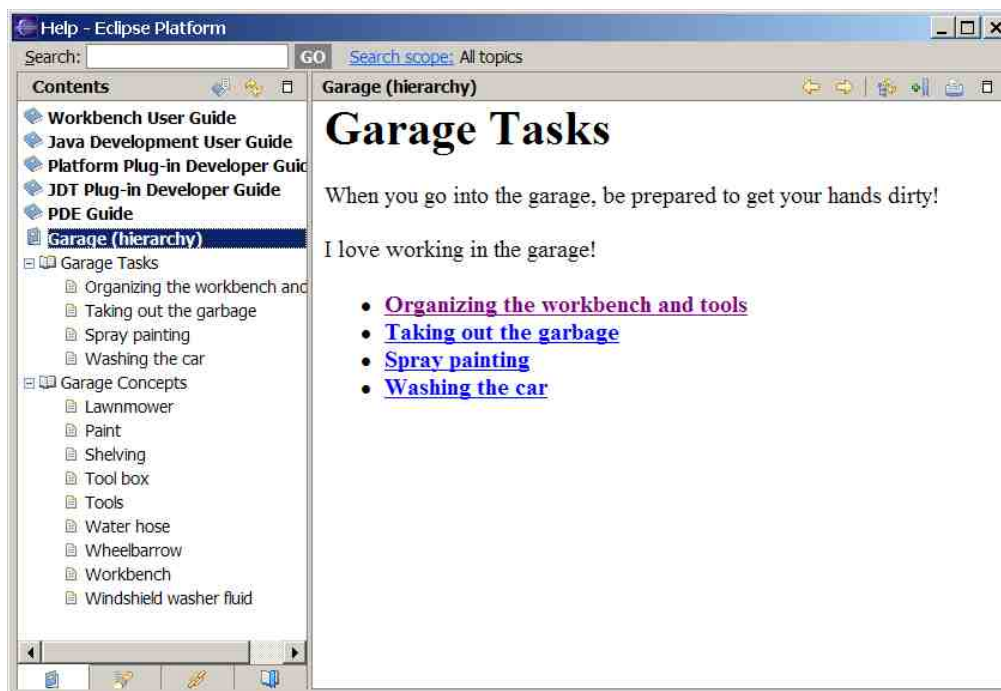 Help - Eclipse Platform
Search: GO Search scope: All topics
Contents
Workbench User Guide
Java Development User Guide
Platform Plug-in Developer Guid
JDT Plug-in Developer Guide
PDE Guide
Garage (hierarchy)
Garage Tasks
Organizing the workbench and
Taking out the garbage
Spray painting
Washing the car
Garage Concepts
Lawnmower
Paint
Shelving
Tool box
Tools
Water hose
Wheelbarrow
Workbench
Windshield washer fluid
Garage (hierarchy)
Garage Tasks
When you go into the garage, be prepared to get your hands dirty!
I love working in the garage!
Organizing the workbench and tools
Taking out the garbage
Spray painting
Washing the car